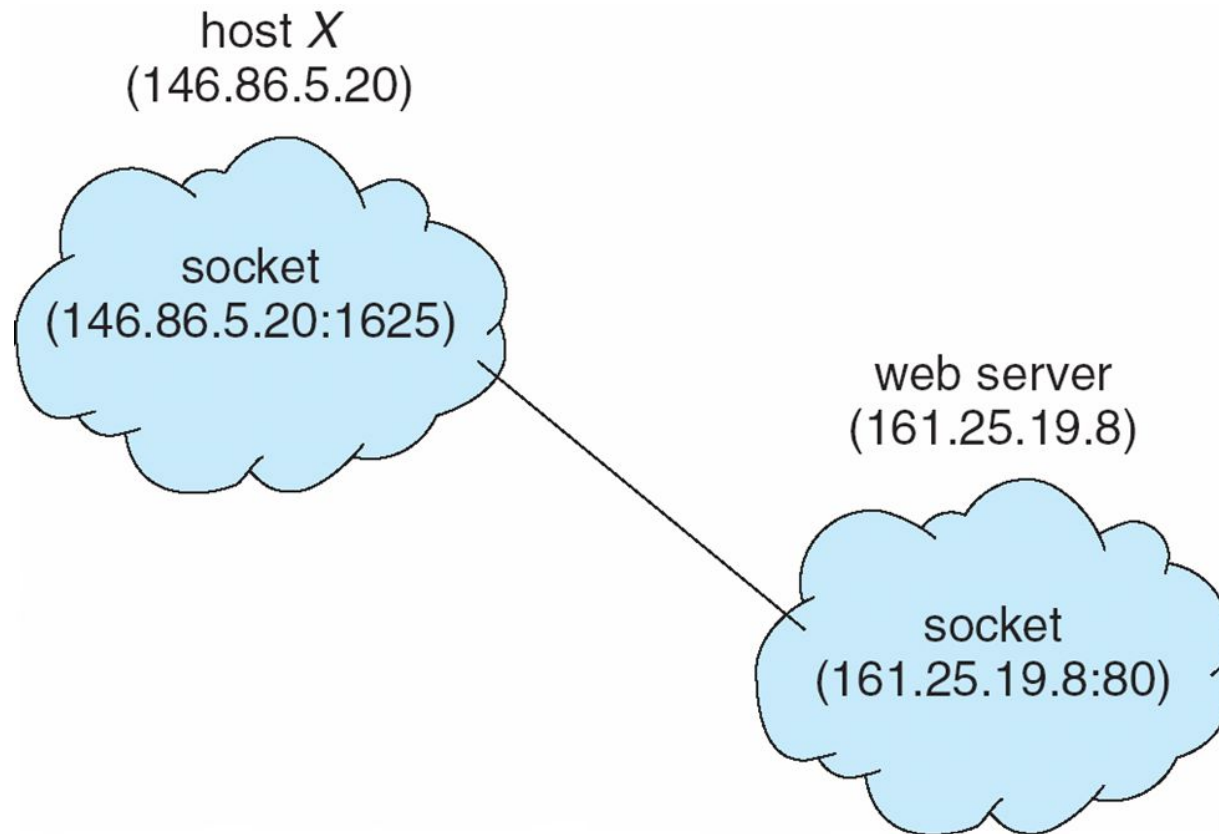 host X
(146.86.5.20)
socket
(146.86.5.20:1625)
web server
(161.25.19.8)
socket
(161.25.19.8:80)